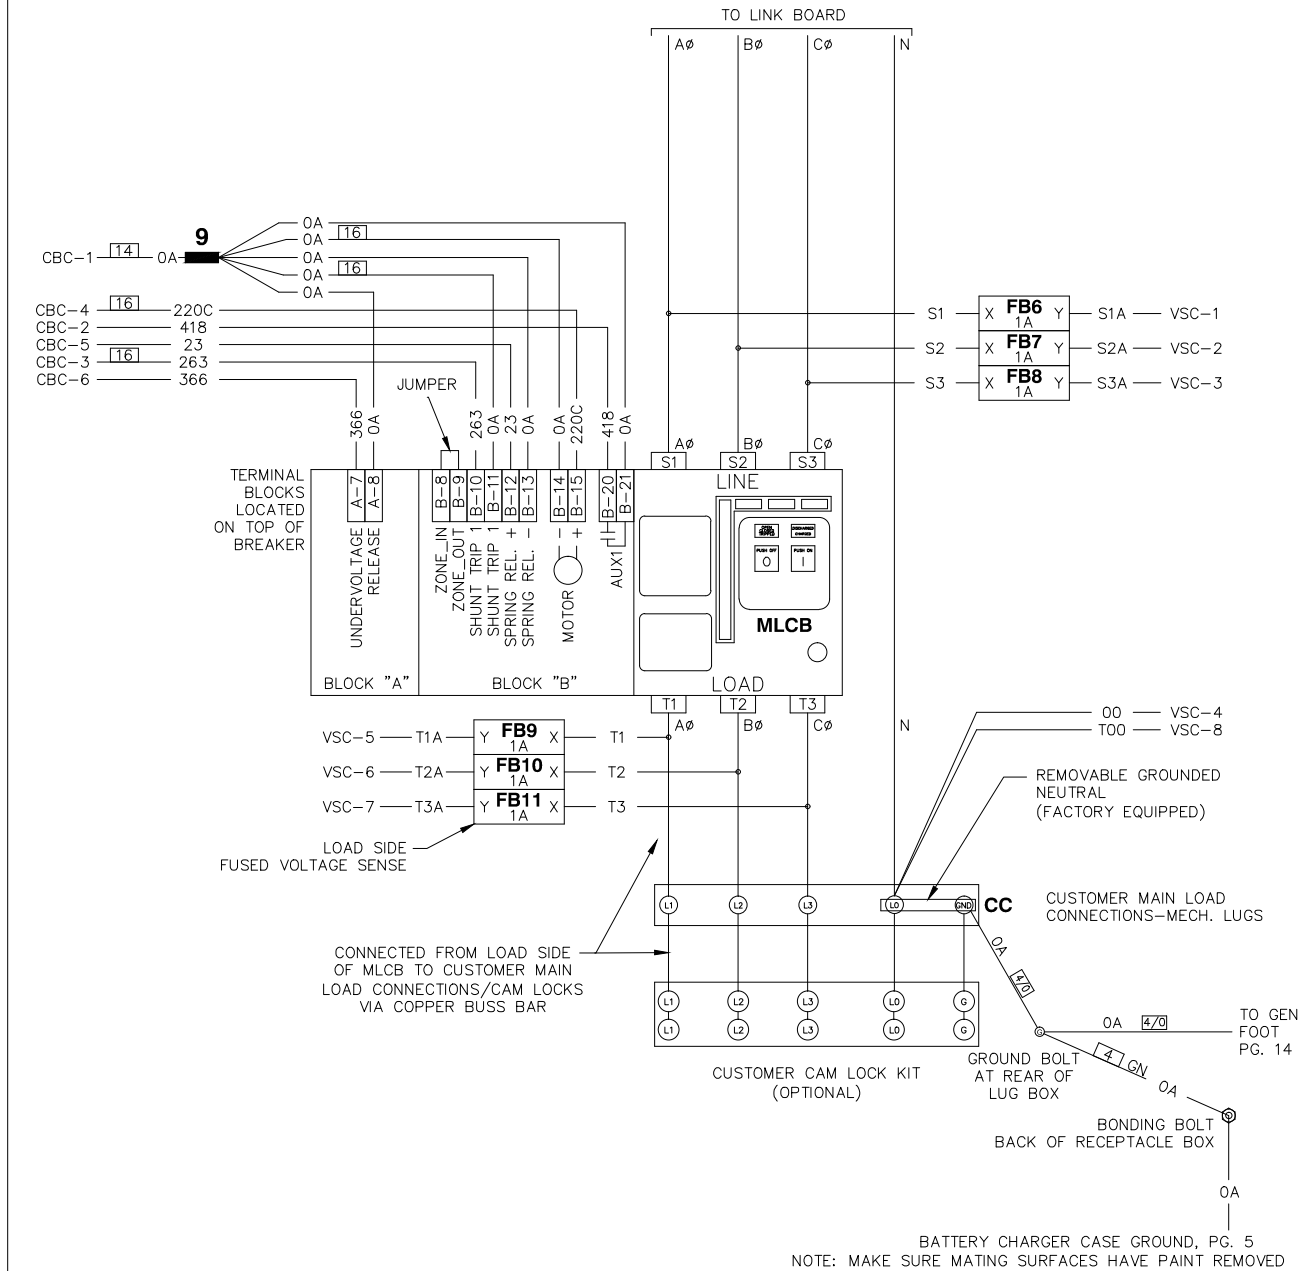 TO LINK BOARD
AØ BØ CØ N
9
CBC-1 14 0A
0A
0A 16
0A
0A 16
0A
CBC-4 16 220C
CBC-2 418
CBC-5 23
CBC-3 16 263
CBC-6 366
S1 X FB6 Y S1A VSC-1
1A
S2 X FB7 Y S2A VSC-2
1A
S3 X FB8 Y S3A VSC-3
1A
JUMPER
366 0A 263 0A 23 0A 0A 220C 418 0A
AØ BØ CØ
S1 S2 S3
LINE
TERMINAL
BLOCKS
LOCATED
ON TOP OF
BREAKER
A-7 A-8 B-8 B-9 B-10 B-11 B-12 B-13 B-14 B-15 B-20 B-21
UNDERVOLTAGE
RELEASE
ZONE_IN
ZONE_OUT
SHUNT TRIP 1
SHUNT TRIP 1
SPRING REL. +
SPRING REL. -
- +
MOTOR
AUX1
OPEN
TRIPPED
DISCHARGED
CHARGED
PUSH OFF
O
PUSH ON
I
MLCB
BLOCK "A"
BLOCK "B"
LOAD
T1 T2 T3
AØ BØ CØ N
VSC-5 T1A Y FB9 X T1
1A
VSC-6 T2A Y FB10 X T2
1A
VSC-7 T3A Y FB11 X T3
1A
LOAD SIDE
FUSED VOLTAGE SENSE
00 VSC-4
T00 VSC-8
REMOVABLE GROUNDED
NEUTRAL
(FACTORY EQUIPPED)
L1 L2 L3 L0 GND CC
CUSTOMER MAIN LOAD
CONNECTIONS-MECH. LUGS
CONNECTED FROM LOAD SIDE
OF MLCB TO CUSTOMER MAIN
LOAD CONNECTIONS/CAM LOCKS
VIA COPPER BUSS BAR
L1 L2 L3 L0 G
L1 L2 L3 L0 G
CUSTOMER CAM LOCK KIT
(OPTIONAL)
0A
4/0
G
0A 4/0
TO GEN
FOOT
PG. 14
GROUND BOLT
AT REAR OF
LUG BOX
4 GN
0A
BONDING BOLT
BACK OF RECEPTACLE BOX
0A
BATTERY CHARGER CASE GROUND, PG. 5
NOTE: MAKE SURE MATING SURFACES HAVE PAINT REMOVED